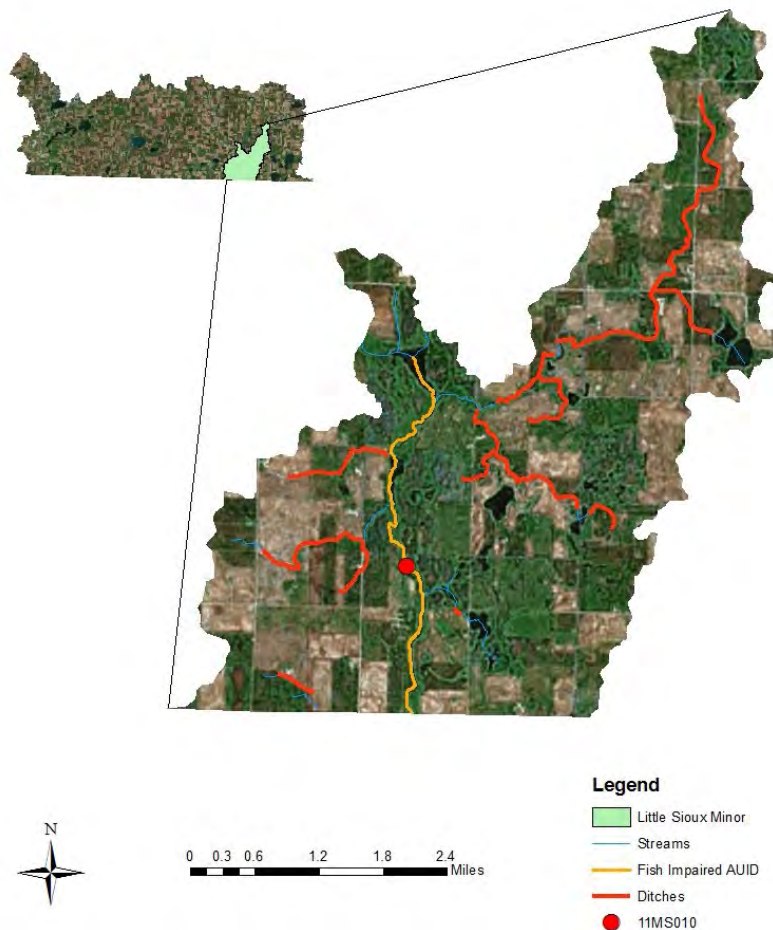 N
0 0.3 0.6 1.2 1.8 2.4
Miles
Legend
Little Sioux Minor
Streams
Fish Impaired AUID
Ditches
11MS010